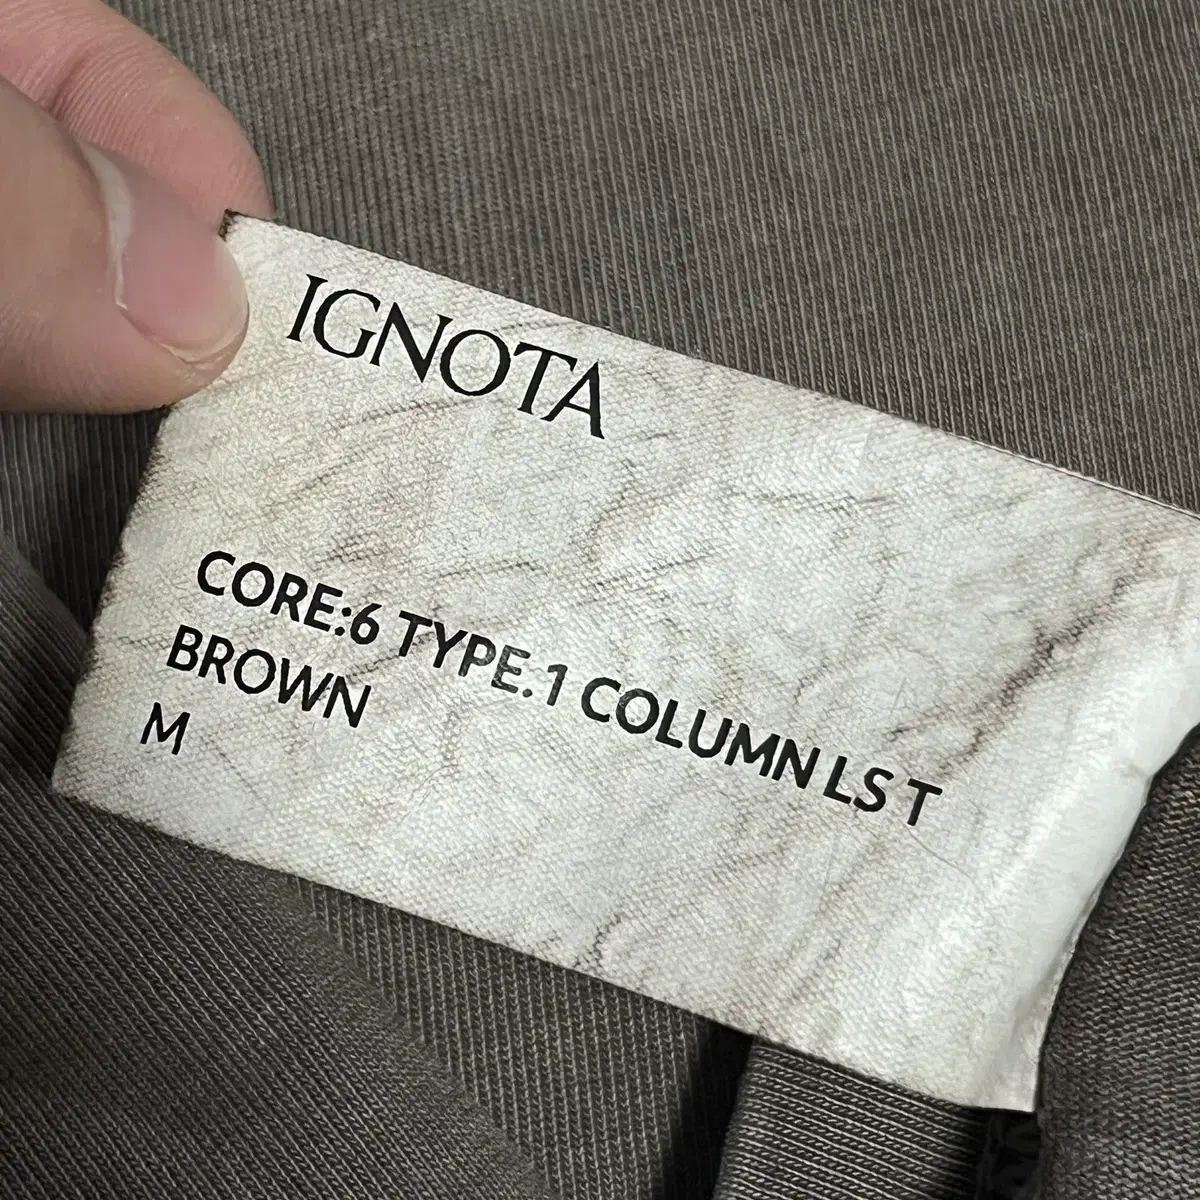 IGNOTA
CORE:6 TYPE:1 COLUMN LS T
BROWN
M